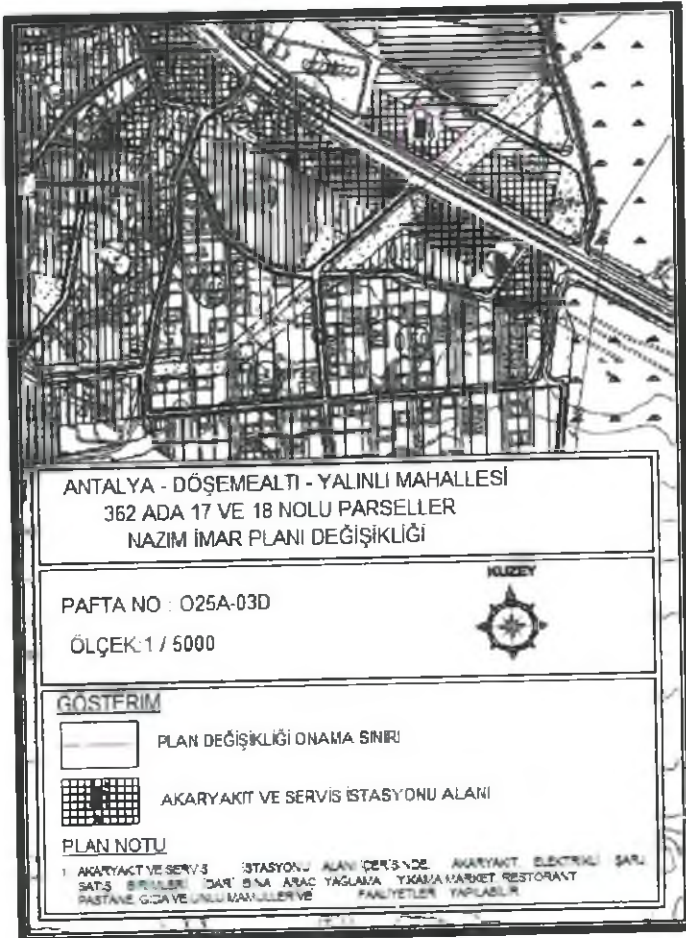 ANTALYA - DÖŞEMEALTI - YALINLI MAHALLESİ
362 ADA 17 VE 18 NOLU PARSELLER
NAZIM İMAR PLANI DEĞİŞİKLİĞİ
PAFTA NO : O25A-03D
KUZEY
ÖLÇEK:1 / 5000
GÖSTERIM
PLAN DEĞİŞİKLİĞİ ONAMA SINIRI
AKARYAKIT VE SERVİS İSTASYONU ALANI
PLAN NOTU
1 AKARYAKIT VE SERVİS İSTASYONU ALANI İÇERİSİNDE AKARYAKIT, ELEKTRİKLİ ŞARJ
SATIŞ BİRİMLERİ İDARİ BİNA ARAÇ YAĞLAMA YIKAMA MARKET RESTORANT
PASTANE, GIDA VE UNLU MAMULLER VE FAALİYETLER YAPILABİLİR